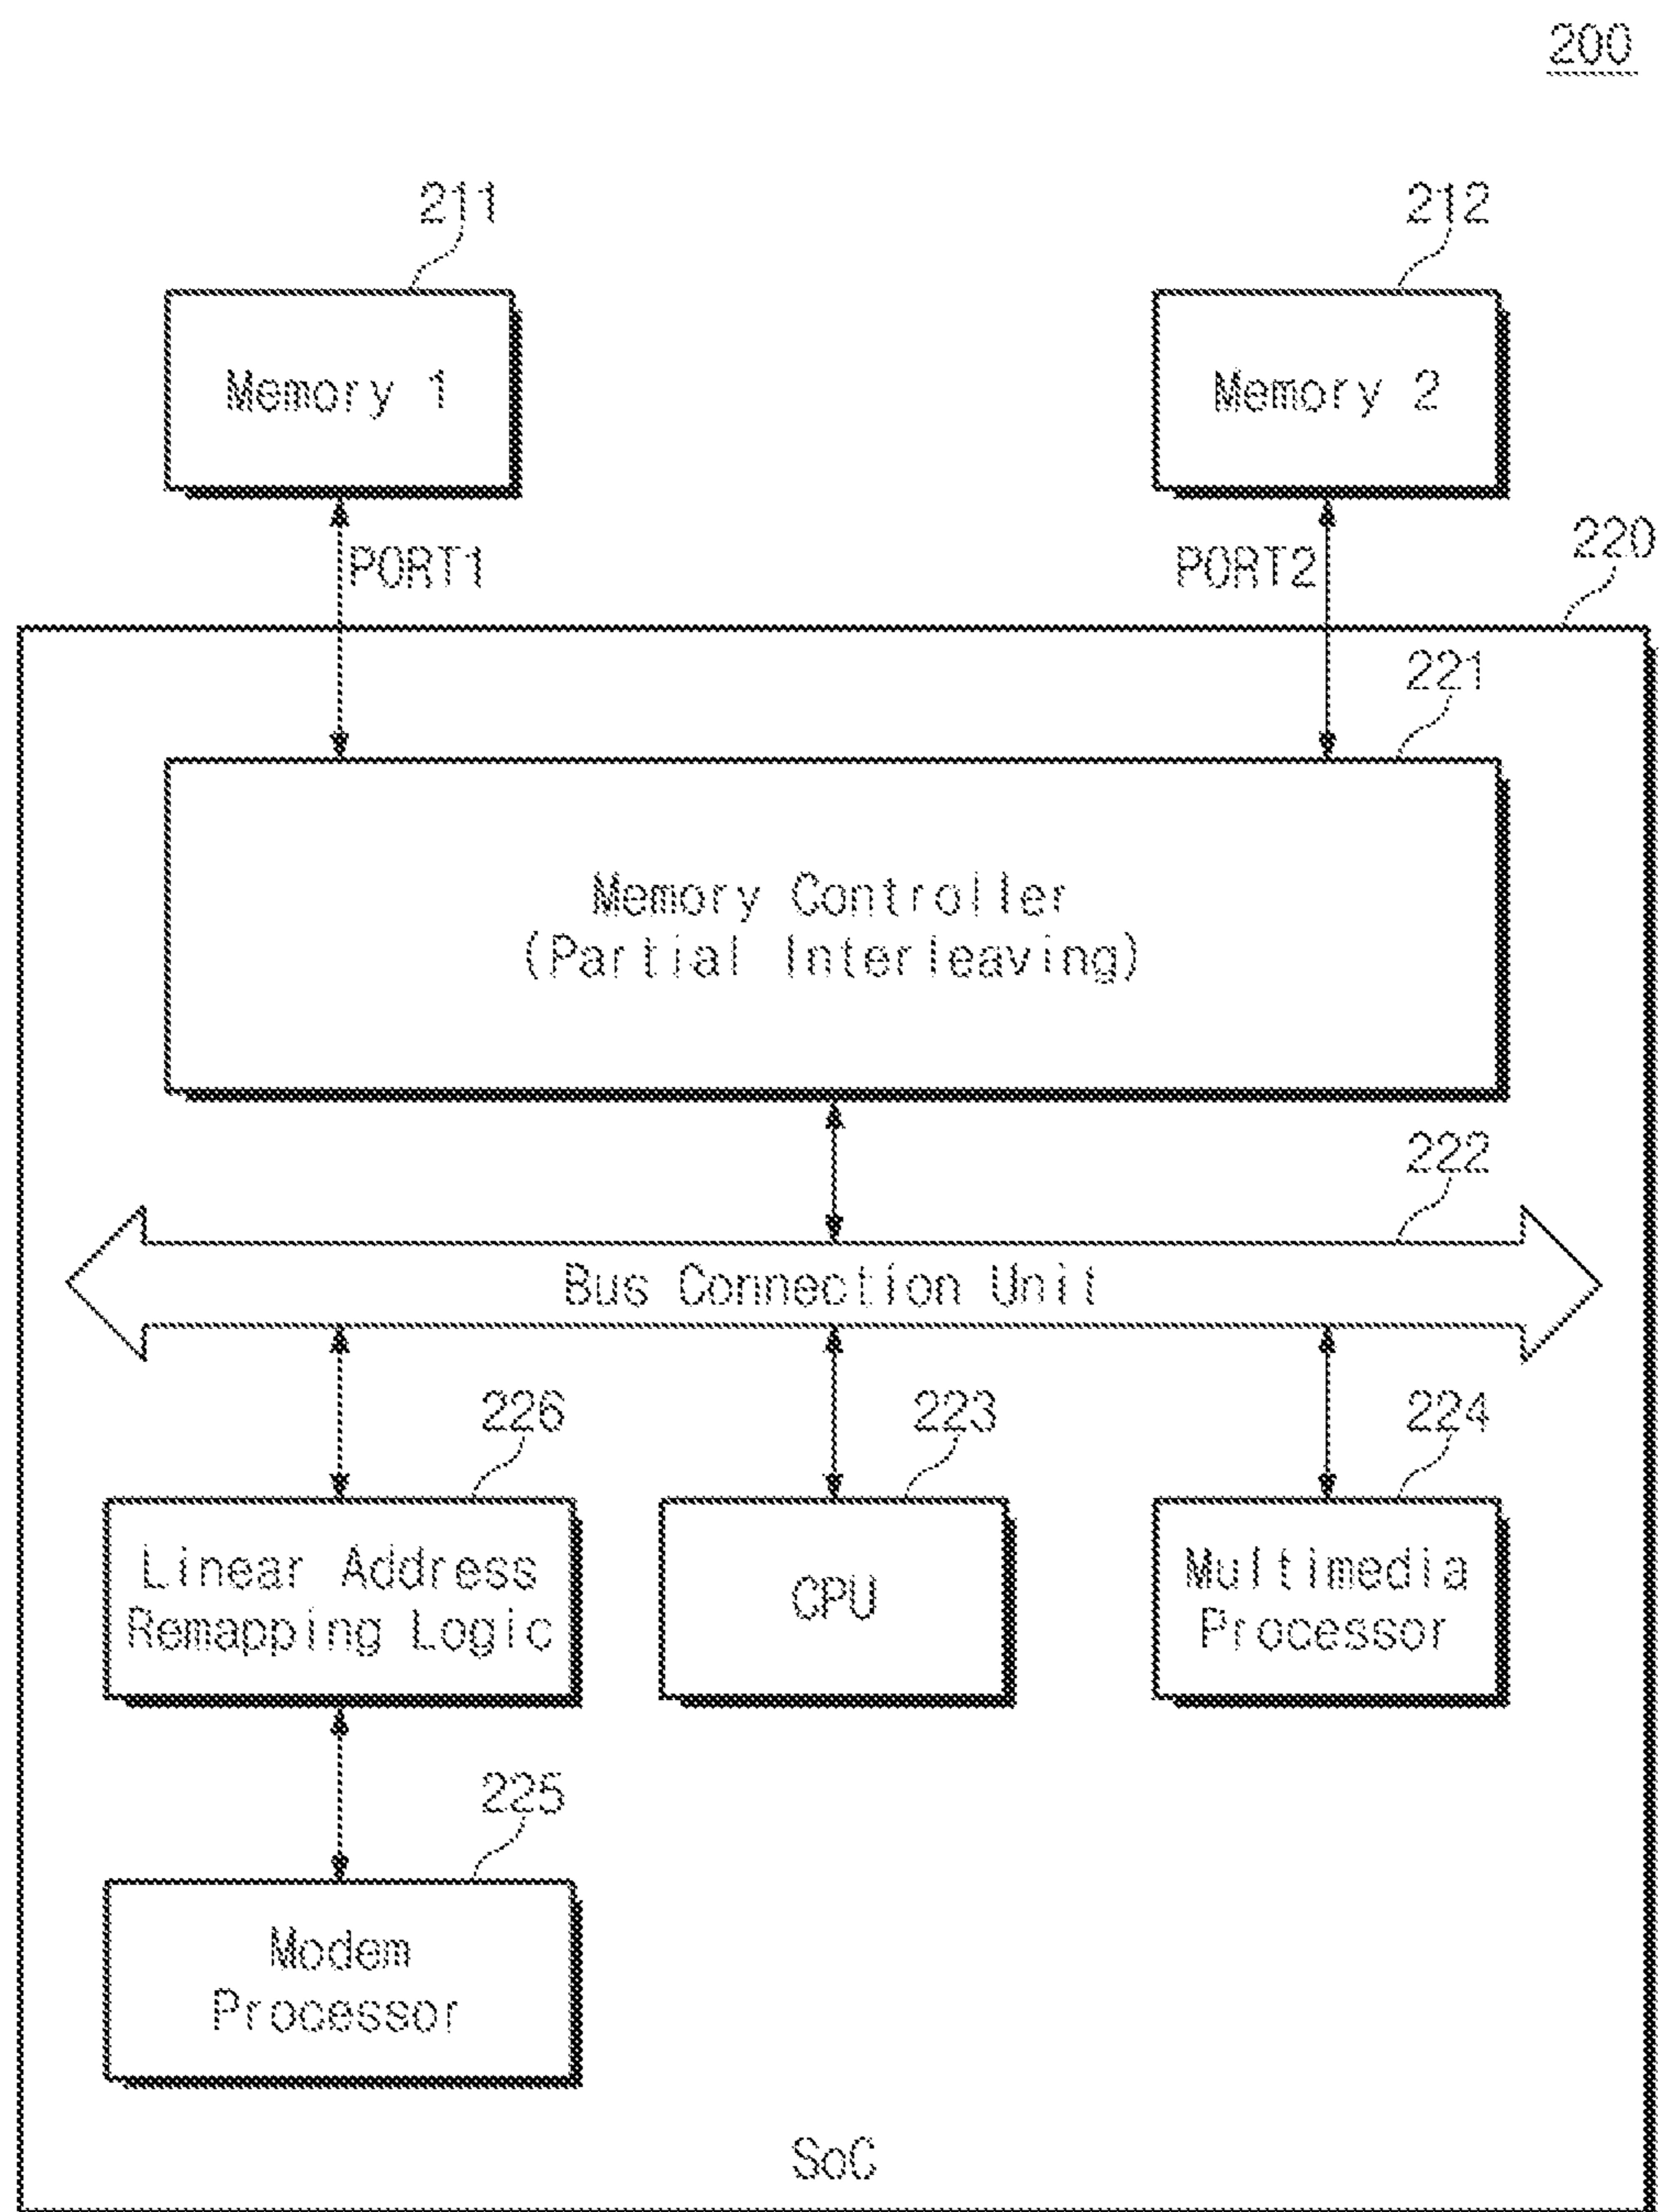 200
211
212
Memory 1
Memory 2
PORT1
PORT2
220
221
Memory Controller
(Partial Interleaving)
222
Bus Connection Unit
226
223
224
Linear Address
Remapping Logic
CPU
Multimedia
Processor
225
Modem
Processor
SoC